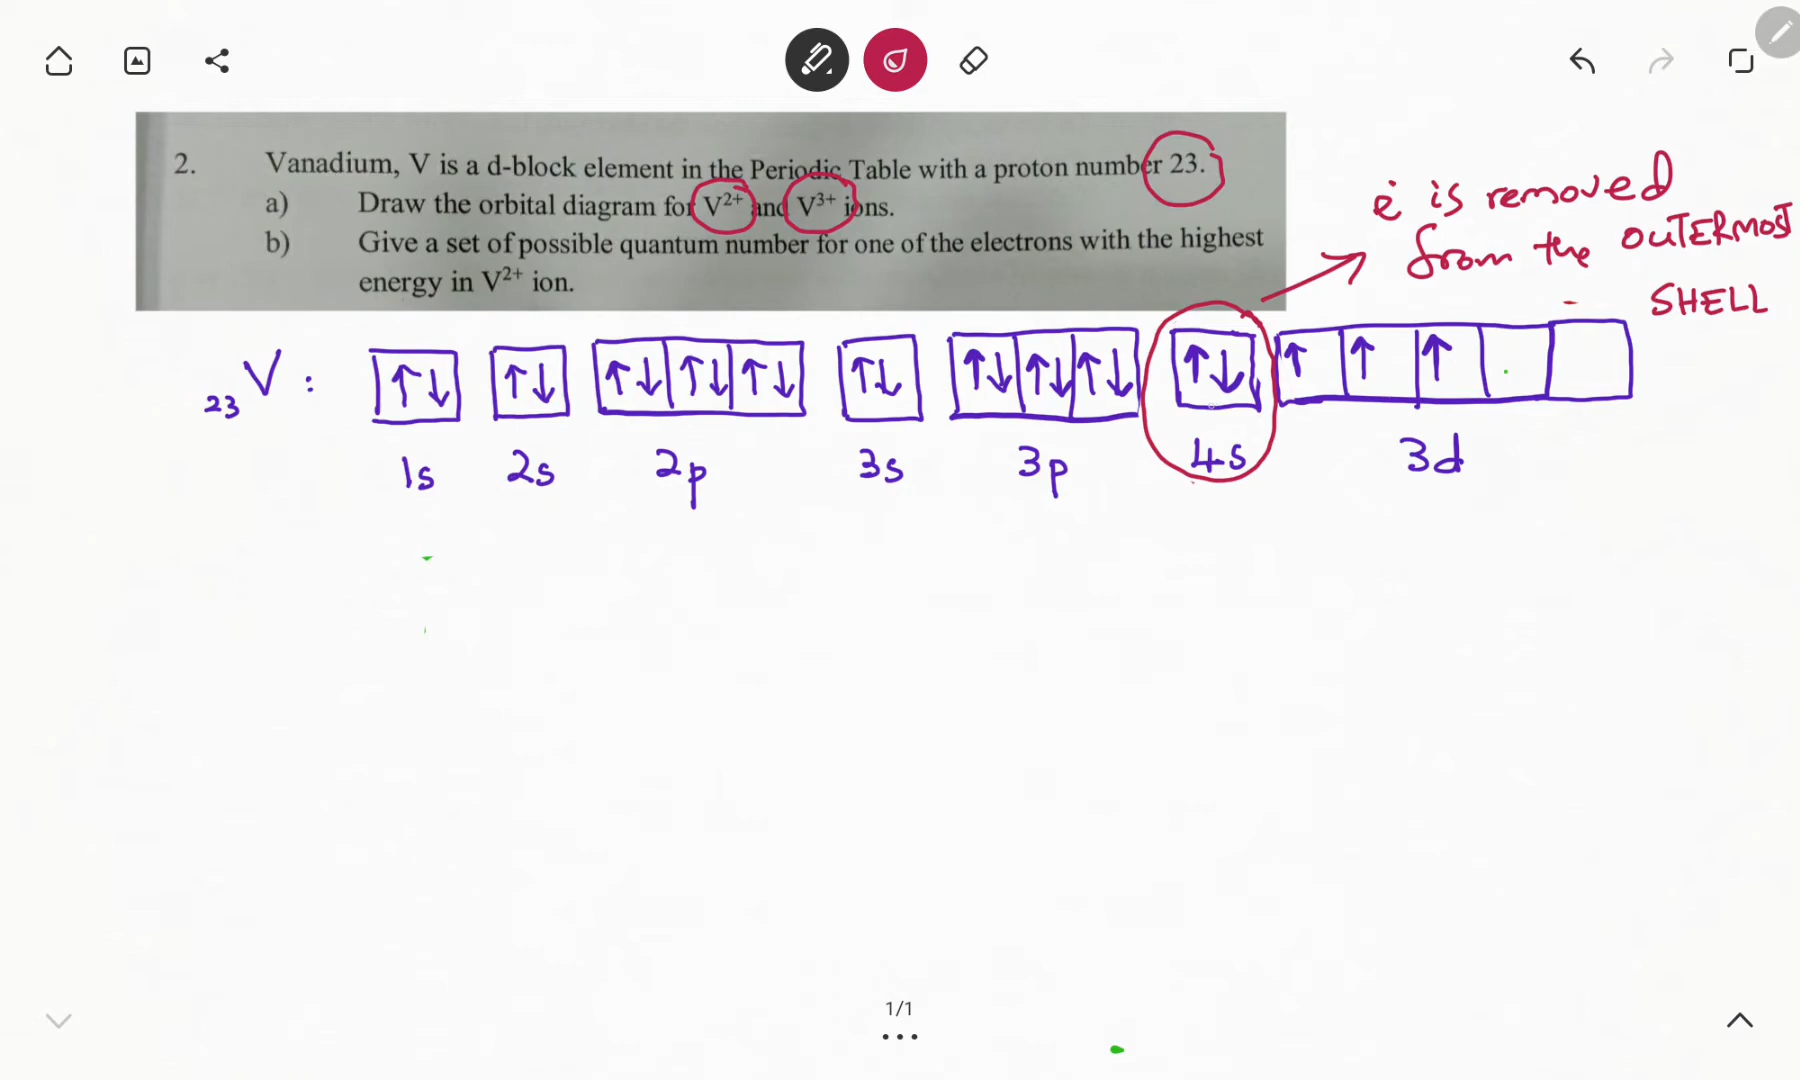 2. Vanadium, V is a d-block element in the Periodic Table with a proton number 23.
a) Draw the orbital diagram for V²⁺ and V³⁺ ions.
b) Give a set of possible quantum number for one of the electrons with the highest
energy in V²⁺ ion.
ė is removed
from the OUTERMOST
SHELL
₂₃V : ↑↓ ↑↓ ↑↓ ↑↓ ↑↓ ↑↓ ↑↓ ↑↓ ↑↓ ↑↓ ↑ ↑ ↑
1s 2s 2p 3s 3p 4s 3d
1/1